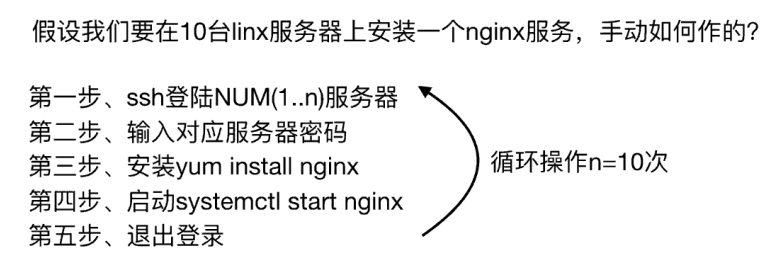 假设我们要在10台linx服务器上安装一个nginx服务，手动如何作的？
第一步、ssh登陆NUM(1..n)服务器
第二步、输入对应服务器密码
第三步、安装yum install nginx
循环操作n=10次
第四步、启动systemctl start nginx
第五步、退出登录